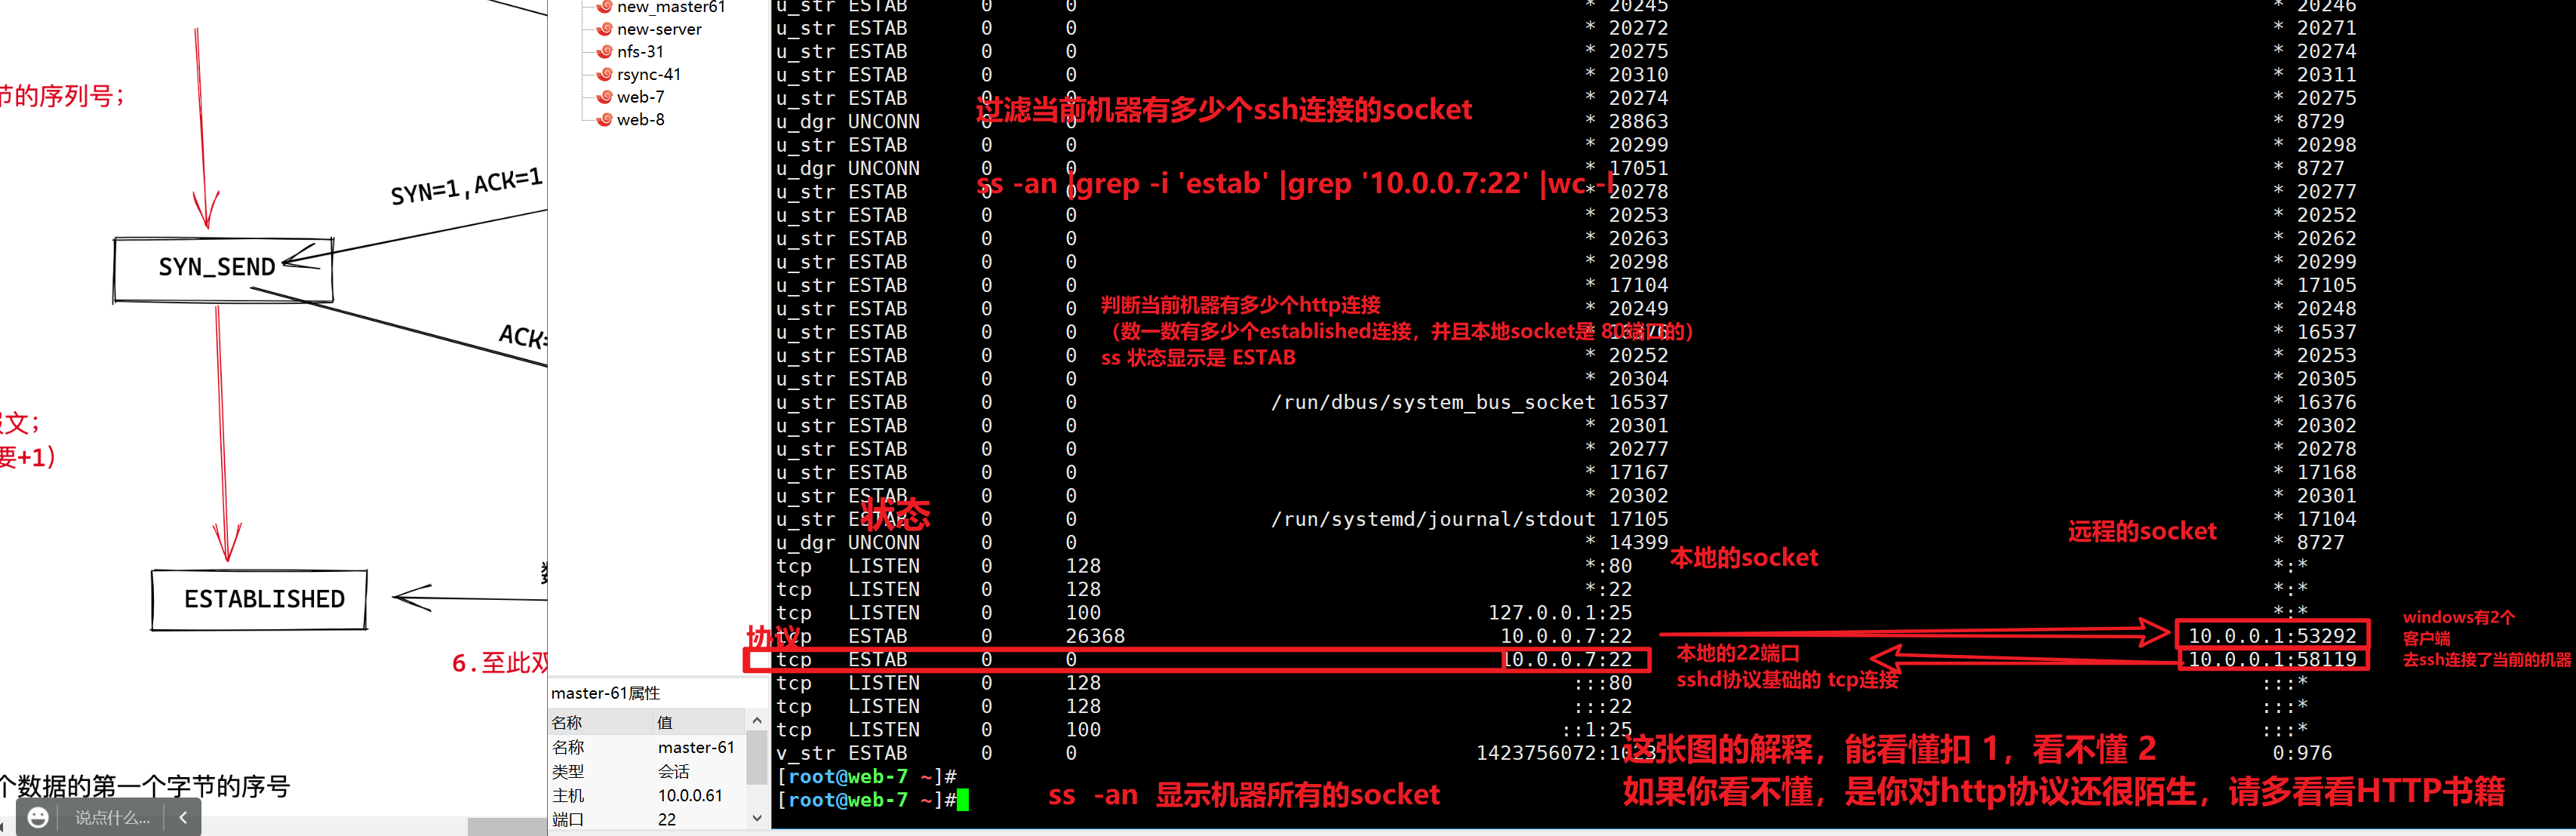 节的序列号；
SYN=1,ACK=1
SYN_SEND
ACK=
报文；
要+1）
ESTABLISHED
6.至此双
个数据的第一个字节的序号
说点什么...
new_master61
new-server
nfs-31
rsync-41
web-7
web-8
master-61属性
名称 值
名称 master-61
类型 会话
主机 10.0.0.61
端口 22
u_str ESTAB 0 0 * 20245 * 20246
u_str ESTAB 0 0 * 20272 * 20271
u_str ESTAB 0 0 * 20275 * 20274
u_str ESTAB 0 0 * 20310 * 20311
u_str ESTAB 0 0 * 20274 * 20275
u_dgr UNCONN 0 0 * 28863 * 8729
u_str ESTAB 0 0 * 20299 * 20298
u_dgr UNCONN 0 0 * 17051 * 8727
u_str ESTAB 0 0 * 20278 * 20277
u_str ESTAB 0 0 * 20253 * 20252
u_str ESTAB 0 0 * 20263 * 20262
u_str ESTAB 0 0 * 20298 * 20299
u_str ESTAB 0 0 * 17104 * 17105
u_str ESTAB 0 0 * 20249 * 20248
u_str ESTAB 0 0 * 16376 * 16537
u_str ESTAB 0 0 * 20252 * 20253
u_str ESTAB 0 0 * 20304 * 20305
u_str ESTAB 0 0 /run/dbus/system_bus_socket 16537 * 16376
u_str ESTAB 0 0 * 20301 * 20302
u_str ESTAB 0 0 * 20277 * 20278
u_str ESTAB 0 0 * 17167 * 17168
u_str ESTAB 0 0 * 20302 * 20301
u_str ESTAB 0 0 /run/systemd/journal/stdout 17105 * 17104
u_dgr UNCONN 0 0 * 14399 * 8727
tcp LISTEN 0 128 *:80 *:*
tcp LISTEN 0 128 *:22 *:*
tcp LISTEN 0 100 127.0.0.1:25 *:*
tcp ESTAB 0 26368 10.0.0.7:22 10.0.0.1:53292
tcp ESTAB 0 0 10.0.0.7:22 10.0.0.1:58119
tcp LISTEN 0 128 :::80 :::*
tcp LISTEN 0 128 :::22 :::*
tcp LISTEN 0 100 ::1:25 :::*
v_str ESTAB 0 0 1423756072:1023 0:976
[root@web-7 ~]#
[root@web-7 ~]#
过滤当前机器有多少个ssh连接的socket
ss -an |grep -i 'estab' |grep '10.0.0.7:22' |wc -l
判断当前机器有多少个http连接
（数一数有多少个established连接，并且本地socket是 80端口的）
ss 状态显示是 ESTAB
状态
本地的socket
远程的socket
协议
windows有2个
客户端
去ssh连接了当前的机器
本地的22端口
sshd协议基础的 tcp连接
这张图的解释，能看懂扣 1，看不懂 2
如果你看不懂，是你对http协议还很陌生，请多看看HTTP书籍
ss -an 显示机器所有的socket